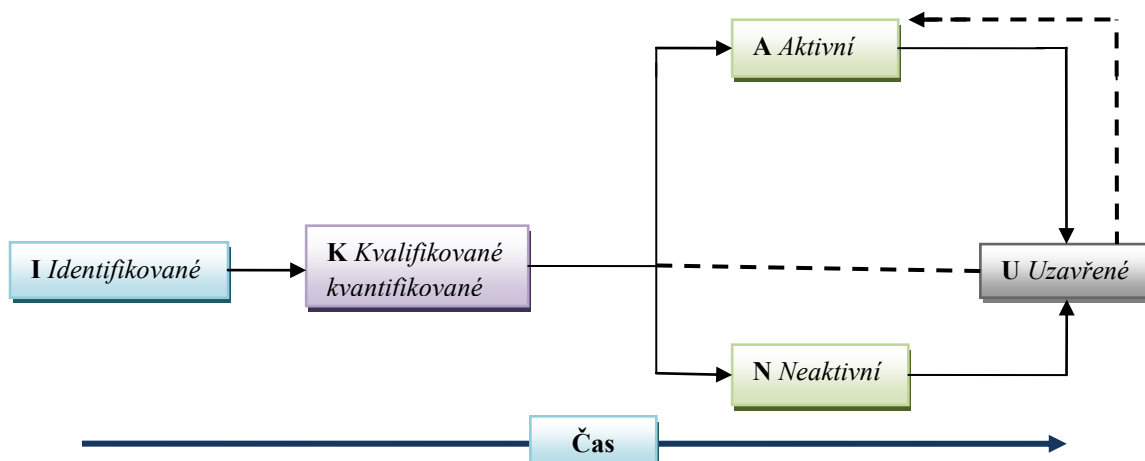 A Aktivní
I Identifikované
K Kvalifikované
kvantifikované
U Uzavřené
N Neaktivní
Čas